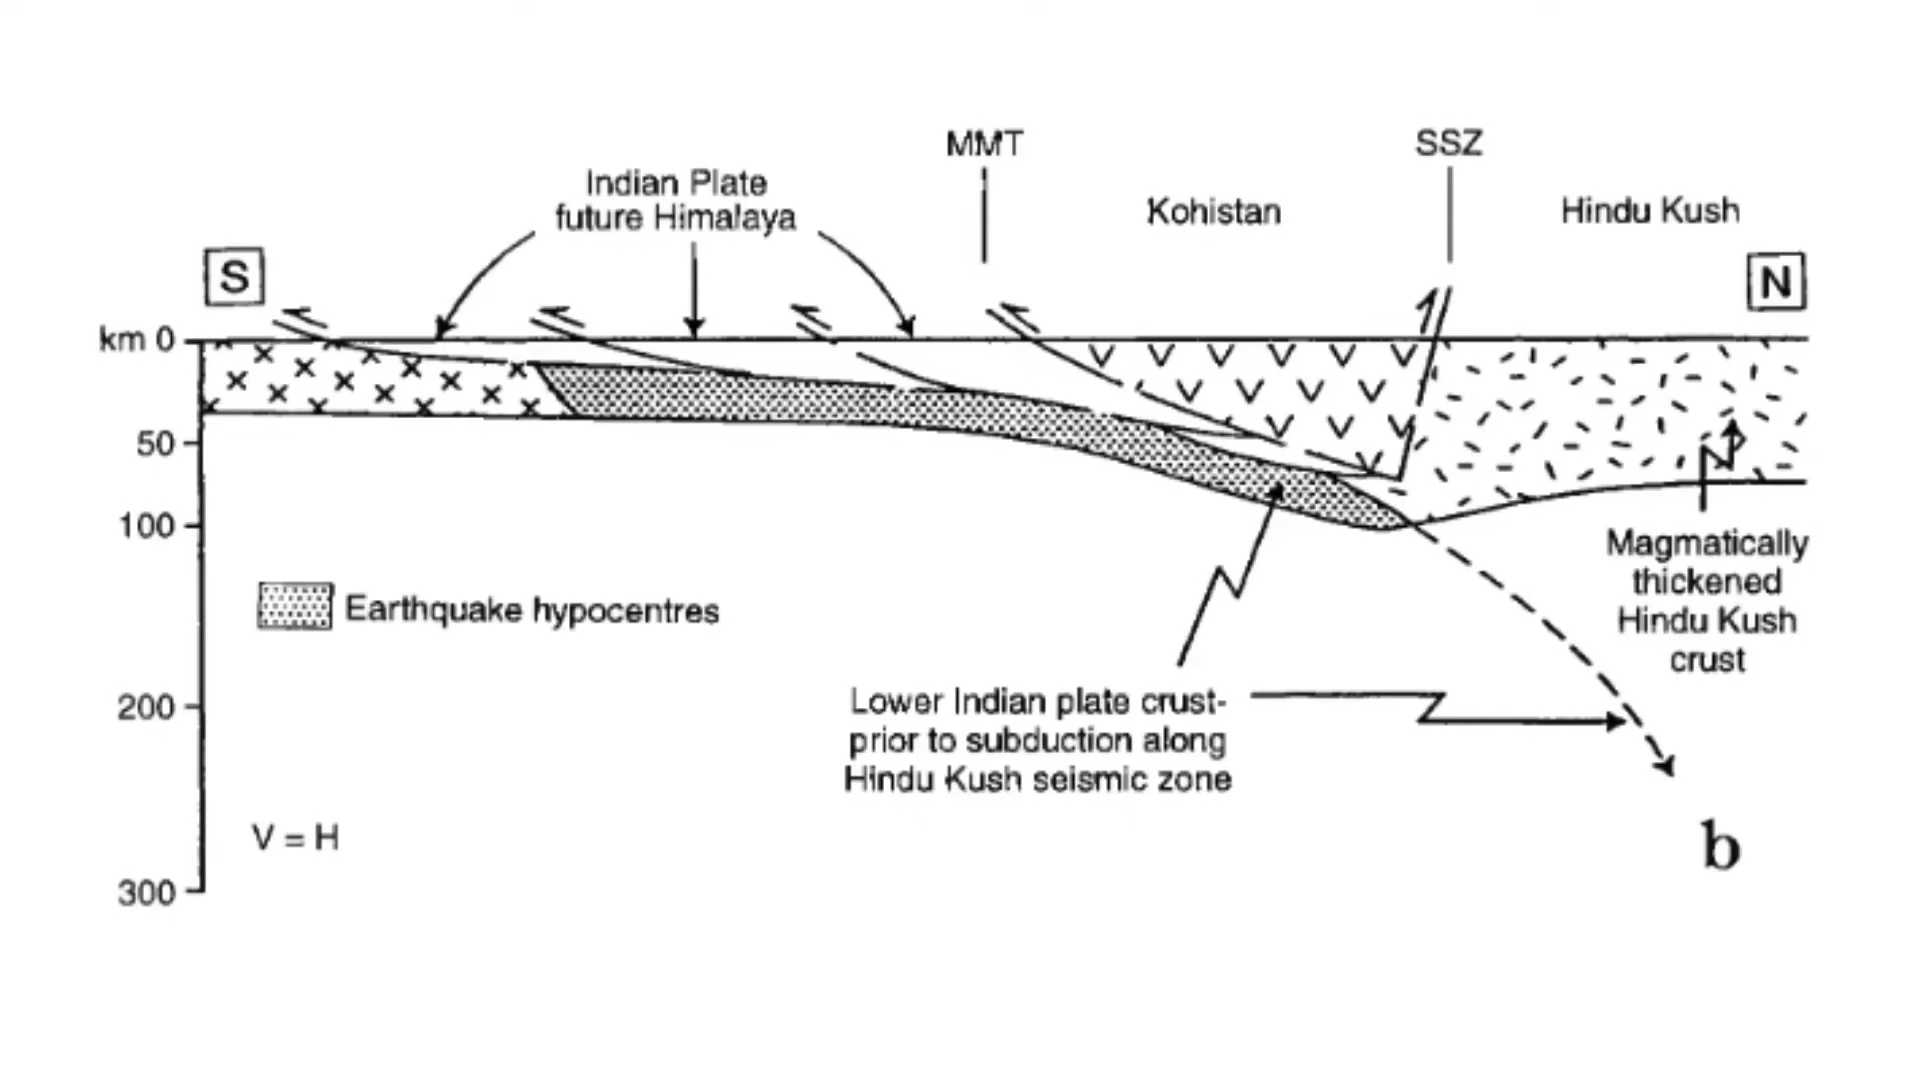 MMT
SSZ
Indian Plate
future Himalaya
Kohistan
Hindu Kush
S
N
km 0
50
100
200
300
Earthquake hypocentres
Magmatically
thickened
Hindu Kush
crust
Lower Indian plate crust-
prior to subduction along
Hindu Kush seismic zone
V = H
b